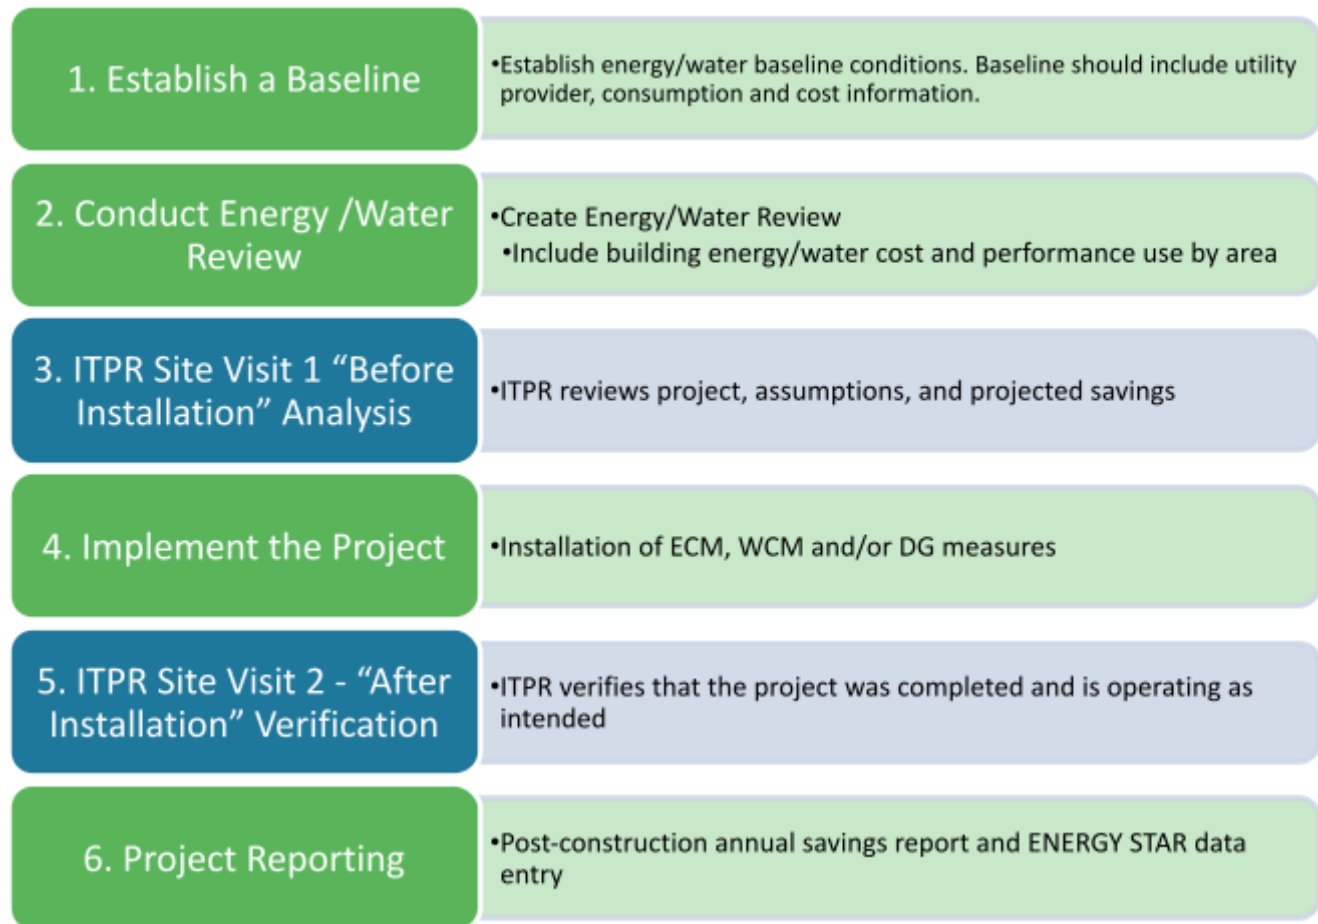 1. Establish a Baseline
•Establish energy/water baseline conditions. Baseline should include utility
provider, consumption and cost information.
2. Conduct Energy /Water
Review
•Create Energy/Water Review
•Include building energy/water cost and performance use by area
3. ITPR Site Visit 1 “Before
Installation” Analysis
•ITPR reviews project, assumptions, and projected savings
4. Implement the Project
•Installation of ECM, WCM and/or DG measures
5. ITPR Site Visit 2 - “After
Installation” Verification
•ITPR verifies that the project was completed and is operating as
intended
6. Project Reporting
•Post-construction annual savings report and ENERGY STAR data
entry